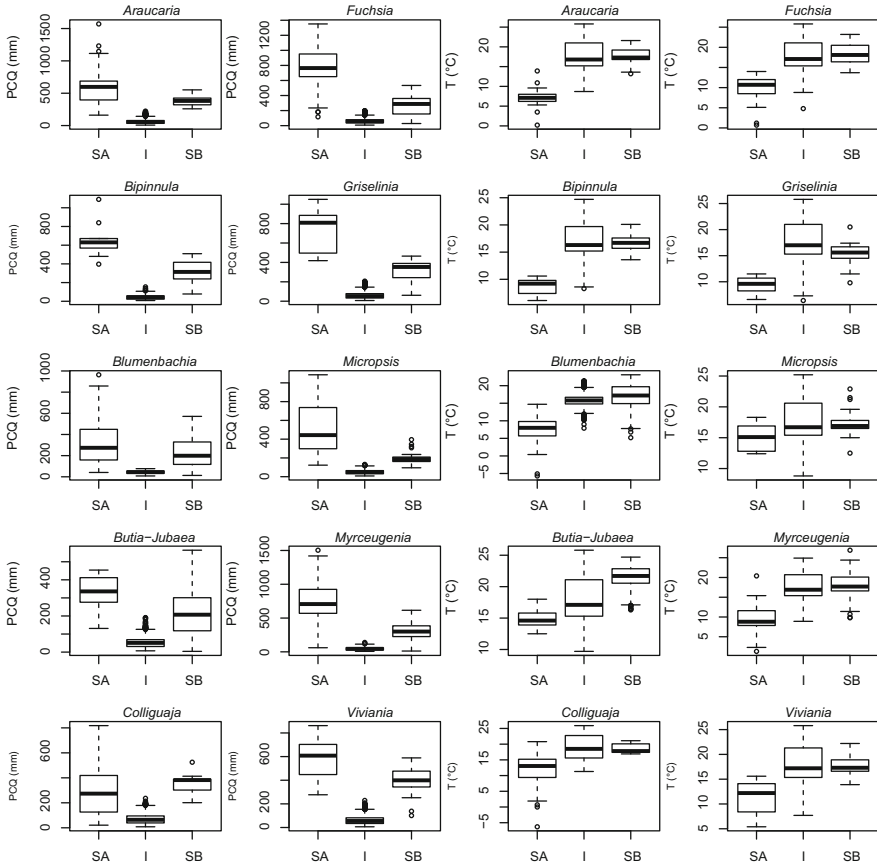 Araucaria
PCQ (mm)
0
500
1000
1500
SA
I
SB
Fuchsia
PCQ (mm)
0
400
800
1200
SA
I
SB
Araucaria
T (°C)
0
5
10
15
20
25
SA
I
SB
Fuchsia
T (°C)
0
5
10
15
20
25
SA
I
SB
Bipinnula
PCQ (mm)
0
400
800
SA
I
SB
Griselinia
PCQ (mm)
0
400
800
SA
I
SB
Bipinnula
T (°C)
10
15
20
25
SA
I
SB
Griselinia
T (°C)
10
15
20
25
SA
I
SB
Blumenbachia
PCQ (mm)
0
200
600
1000
SA
I
SB
Micropsis
PCQ (mm)
0
400
800
SA
I
SB
Blumenbachia
T (°C)
−5
0
5
10
15
20
SA
I
SB
Micropsis
T (°C)
10
15
20
25
SA
I
SB
Butia−Jubaea
PCQ (mm)
0
200
400
SA
I
SB
Myrceugenia
PCQ (mm)
0
500
1000
1500
SA
I
SB
Butia−Jubaea
T (°C)
10
15
20
25
SA
I
SB
Myrceugenia
T (°C)
5
10
15
20
SA
I
SB
Colliguaja
PCQ (mm)
0
200
600
SA
I
SB
Viviania
PCQ (mm)
0
200
600
SA
I
SB
Colliguaja
T (°C)
−5
0
5
10
15
25
SA
I
SB
Viviania
T (°C)
5
10
15
20
25
SA
I
SB